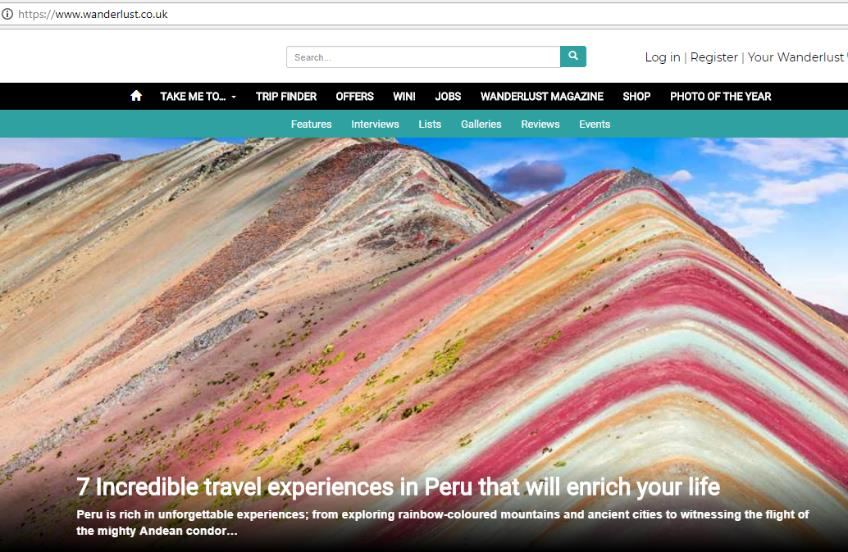 https://www.wanderlust.co.uk
Search...
Log in | Register | Your Wanderlust
TAKE ME TO... TRIP FINDER OFFERS WIN! JOBS WANDERLUST MAGAZINE SHOP PHOTO OF THE YEAR
Features Interviews Lists Galleries Reviews Events
7 Incredible travel experiences in Peru that will enrich your life
Peru is rich in unforgettable experiences; from exploring rainbow-coloured mountains and ancient cities to witnessing the flight of
the mighty Andean condor...